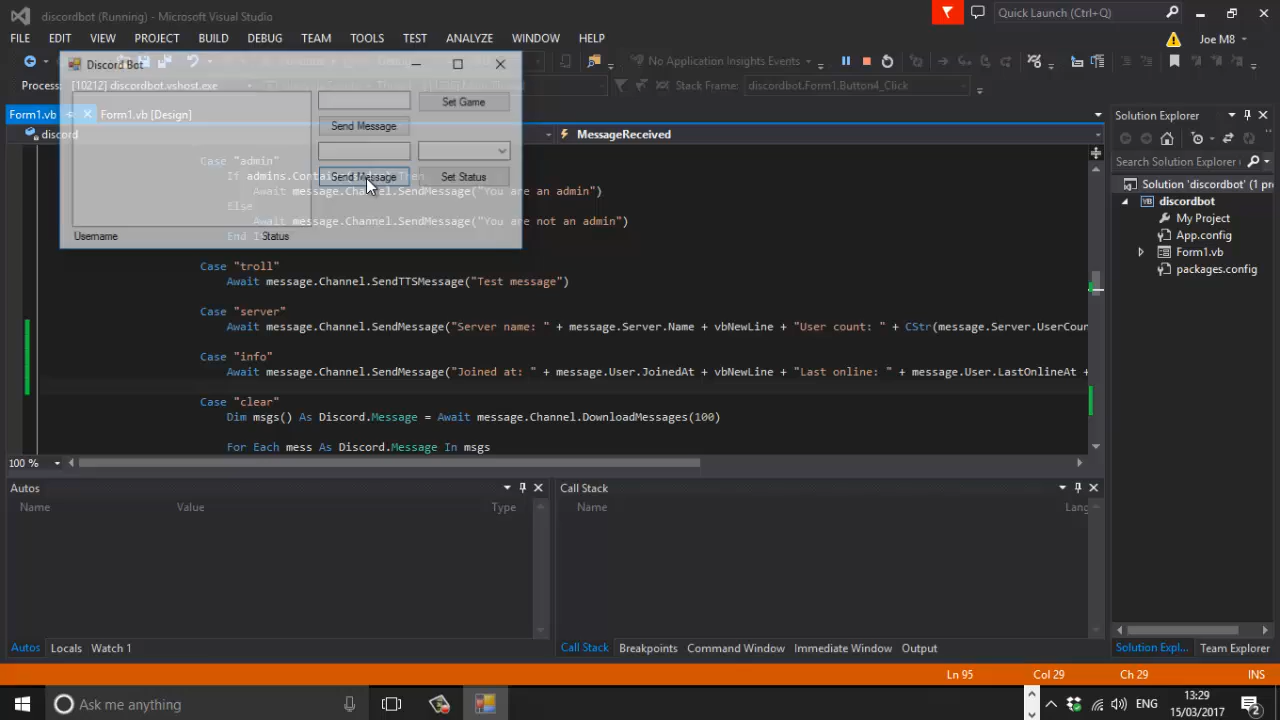 discordbot (Running) - Microsoft Visual Studio
Quick Launch (Ctrl+Q)
FILE EDIT VIEW PROJECT BUILD DEBUG TEAM TOOLS TEST ANALYZE WINDOW HELP
Joe M8
No Application Insights Events
Process: [10212] discordbot.vshost.exe
Stack Frame: discordbot.Form1.Button4_Click
Form1.vb
Form1.vb [Design]
discord
MessageReceived
Discord Bot
Set Game
Send Message
Send Message
Set Status
Username
Status
Case "admin"
Await message.Channel.SendMessage("You are an admin")
Else
Await message.Channel.SendMessage("You are not an admin")
Case "troll"
Await message.Channel.SendTTSMessage("Test message")
Case "server"
Await message.Channel.SendMessage("Server name: " + message.Server.Name + vbNewLine + "User count: " + CStr(message.Server.UserCoun
Case "info"
Await message.Channel.SendMessage("Joined at: " + message.User.JoinedAt + vbNewLine + "Last online: " + message.User.LastOnlineAt +
Case "clear"
Dim msgs() As Discord.Message = Await message.Channel.DownloadMessages(100)
For Each mess As Discord.Message In msgs
100 %
Autos
Name Value Type
Autos Locals Watch 1
Call Stack
Name Lang
Call Stack Breakpoints Command Window Immediate Window Output
Solution Explorer
Search Solution Explorer
Solution 'discordbot' (1 pr
discordbot
My Project
App.config
Form1.vb
packages.config
Solution Expl... Team Explorer
Ln 95 Col 29 Ch 29 INS
Ask me anything
ENG
13:29
15/03/2017
2